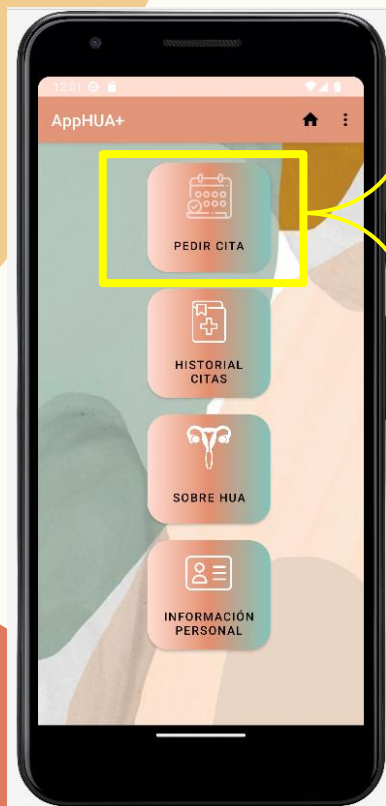 12:01
AppHUA+
PEDIR CITA
HISTORIAL
CITAS
SOBRE HUA
INFORMACIÓN
PERSONAL